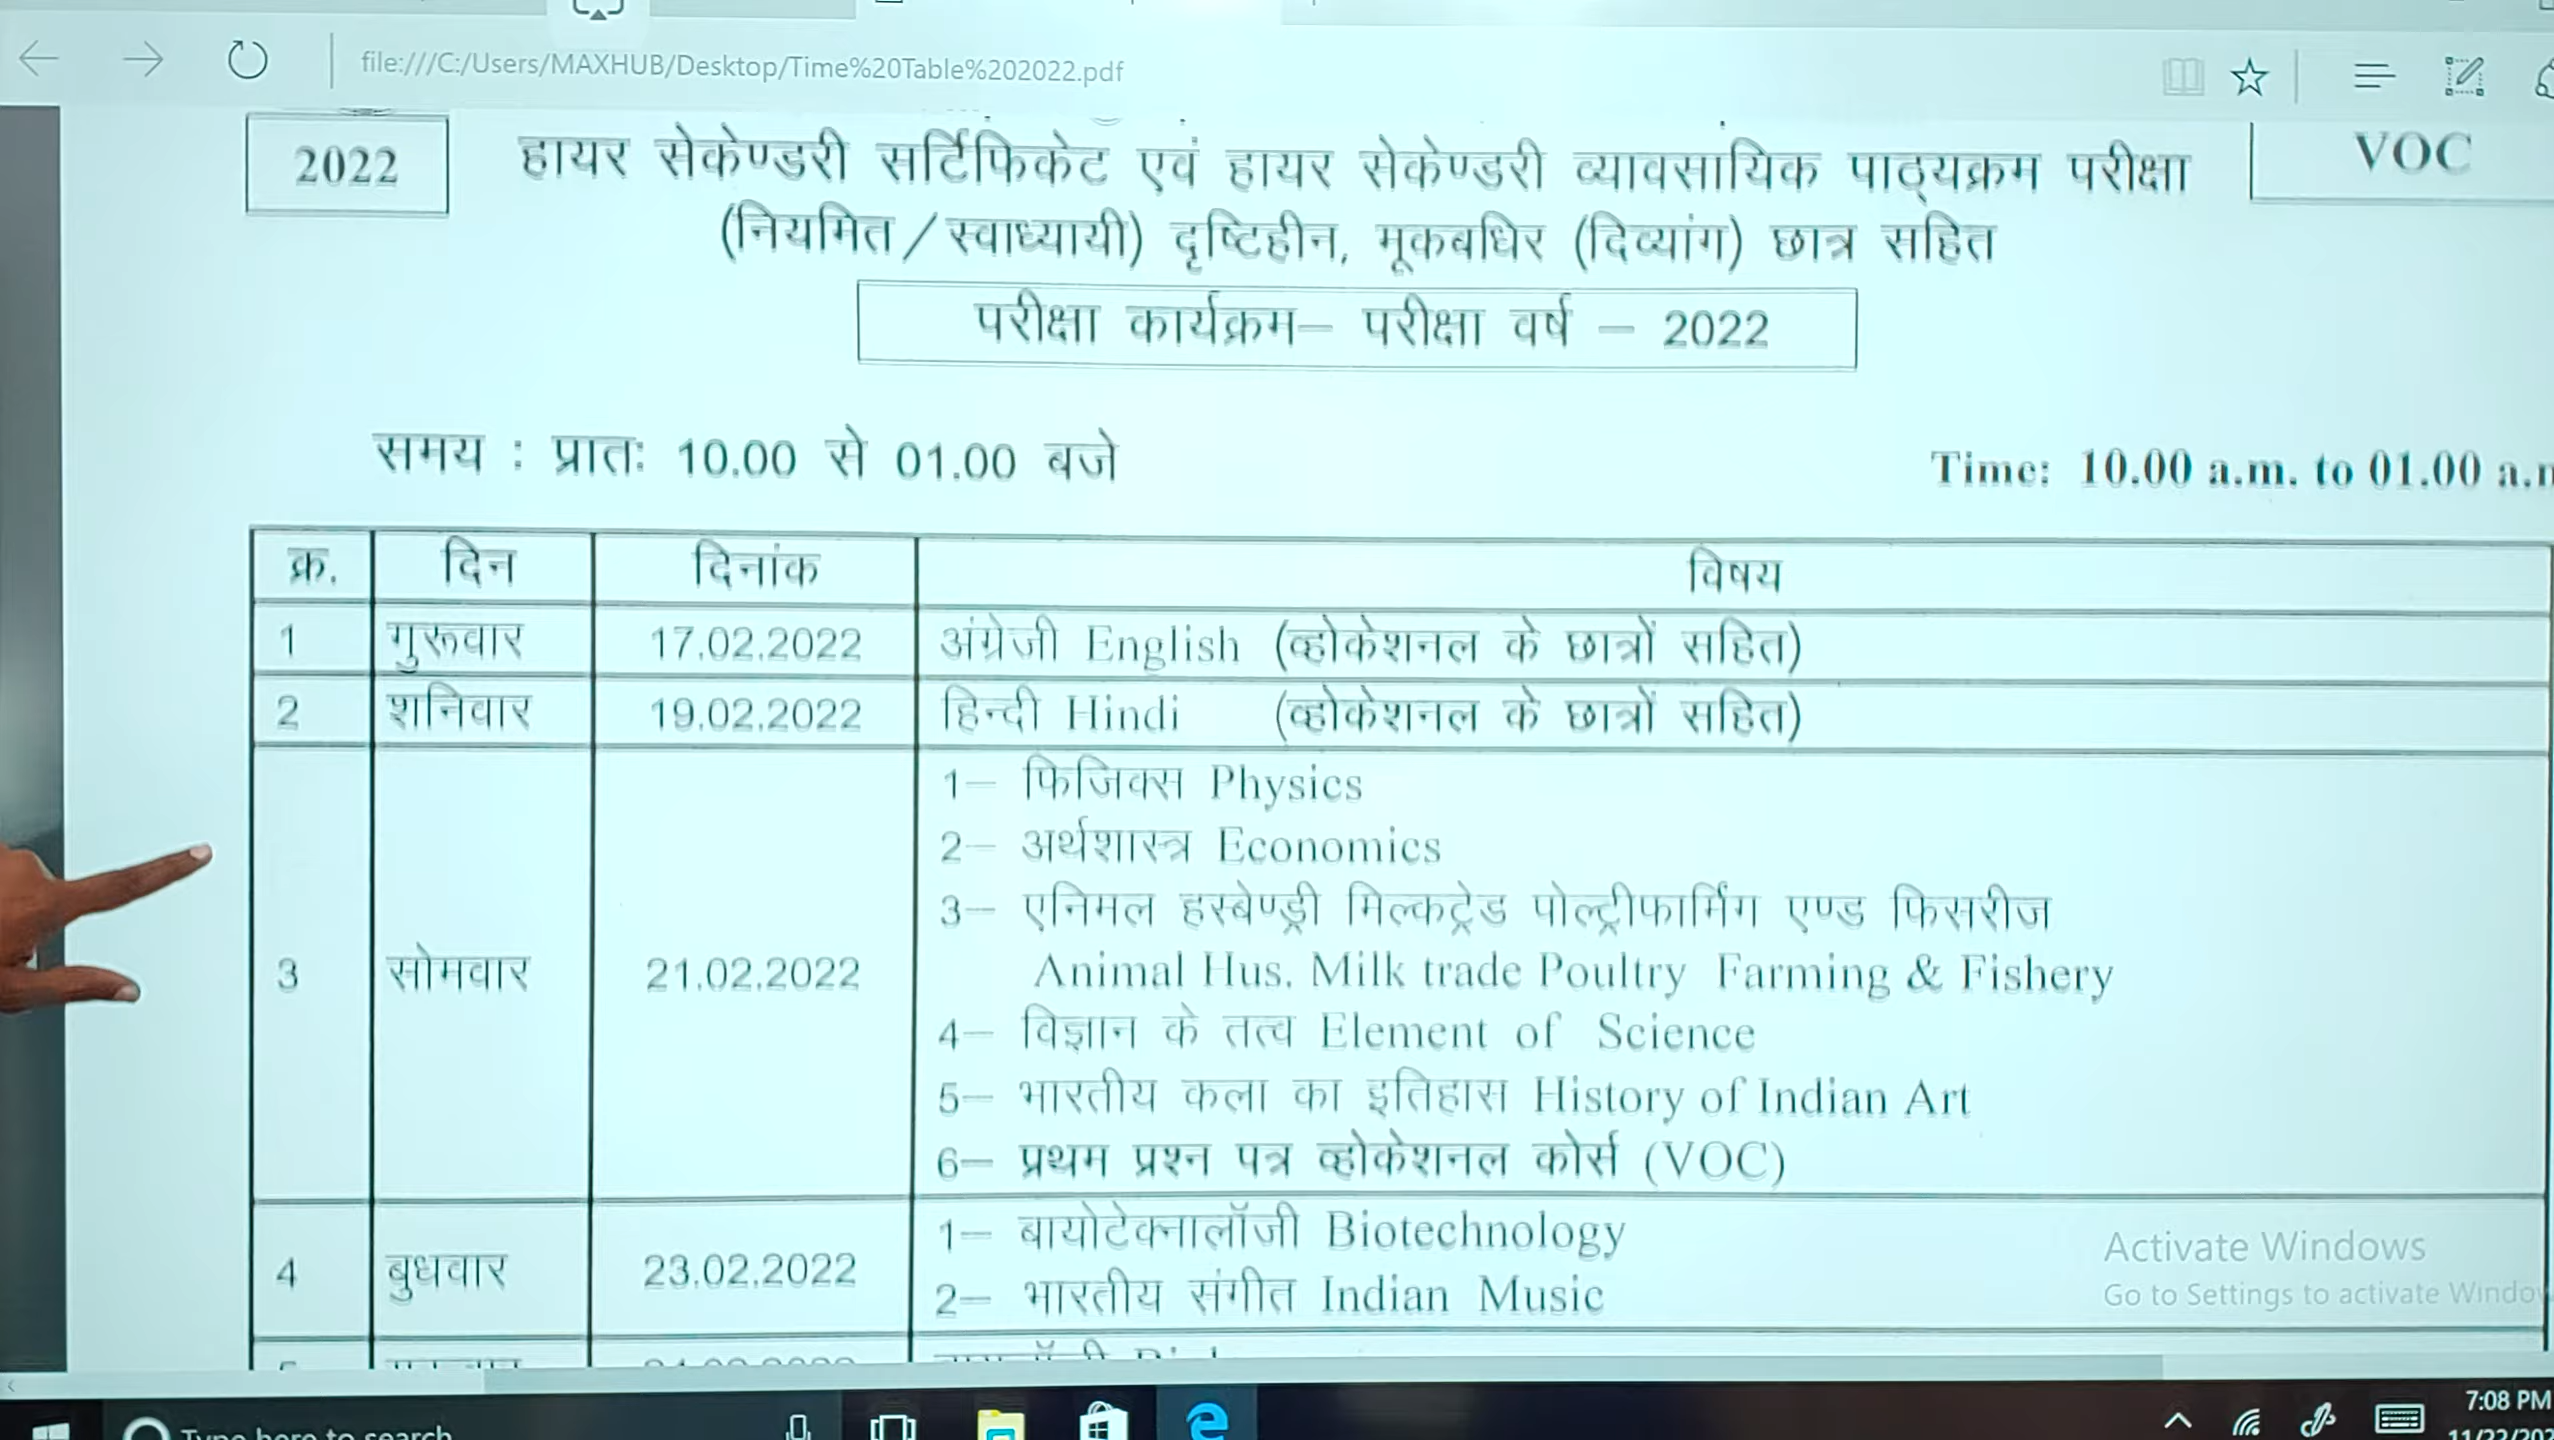 file:///C:/Users/MAXHUB/Desktop/Time%20Table%202022.pdf
2022
हायर सेकेण्डरी सर्टिफिकेट एवं हायर सेकेण्डरी व्यावसायिक पाठ्यक्रम परीक्षा
VOC
(नियमित/स्वाध्यायी) दृष्टिहीन, मूकबधिर (दिव्यांग) छात्र सहित
परीक्षा कार्यक्रम– परीक्षा वर्ष – 2022
समय : प्रातः 10.00 से 01.00 बजे
Time: 10.00 a.m. to 01.00
क्र. दिन दिनांक विषय
1 गुरूवार 17.02.2022 अंग्रेजी English (व्होकेशनल के छात्रों सहित)
2 शनिवार 19.02.2022 हिन्दी Hindi (व्होकेशनल के छात्रों सहित)
3 सोमवार 21.02.2022
1– फिजिक्स Physics
2– अर्थशास्त्र Economics
3– एनिमल हस्बेण्ड्री मिल्कट्रेड पोल्ट्रीफार्मिंग एण्ड फिसरीज
Animal Hus. Milk trade Poultry Farming & Fishery
4– विज्ञान के तत्व Element of Science
5– भारतीय कला का इतिहास History of Indian Art
6– प्रथम प्रश्न पत्र व्होकेशनल कोर्स (VOC)
4 बुधवार 23.02.2022
1– बायोटेक्नालॉजी Biotechnology
2– भारतीय संगीत Indian Music
Activate Windows
Go to Settings to activate
Type here to search
7:08 PM